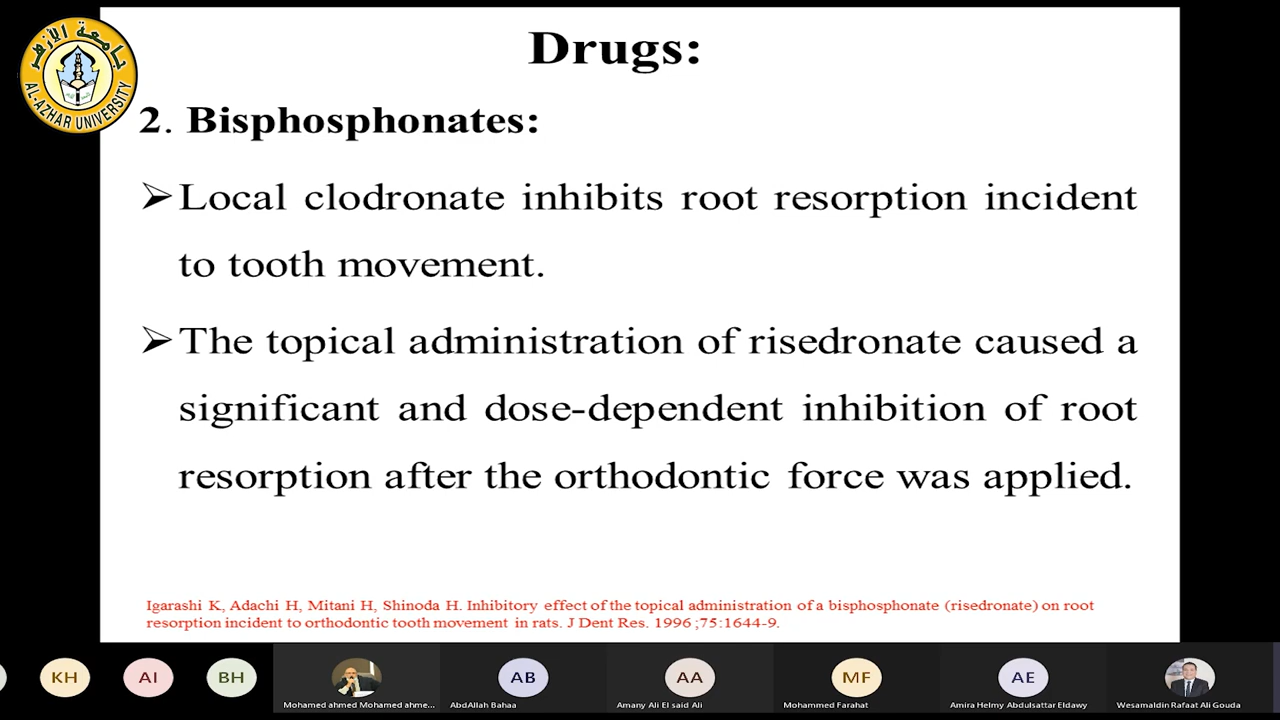 جامعة الأزهر
AL-AZHAR UNIVERSITY
Drugs:
2. Bisphosphonates:
➢ Local clodronate inhibits root resorption incident
to tooth movement.
➢ The topical administration of risedronate caused a
significant and dose-dependent inhibition of root
resorption after the orthodontic force was applied.
Igarashi K, Adachi H, Mitani H, Shinoda H. Inhibitory effect of the topical administration of a bisphosphonate (risedronate) on root
resorption incident to orthodontic tooth movement in rats. J Dent Res. 1996 ;75:1644-9.
KH AI BH AB AA MF AE
Mohamed ahmed Mohamed ahme... AbdAllah Bahaa Amany Ali El said Ali Mohammed Farahat Amira Helmy Abdulsattar Eldawy Wesamaldin Rafaat Ali Gouda